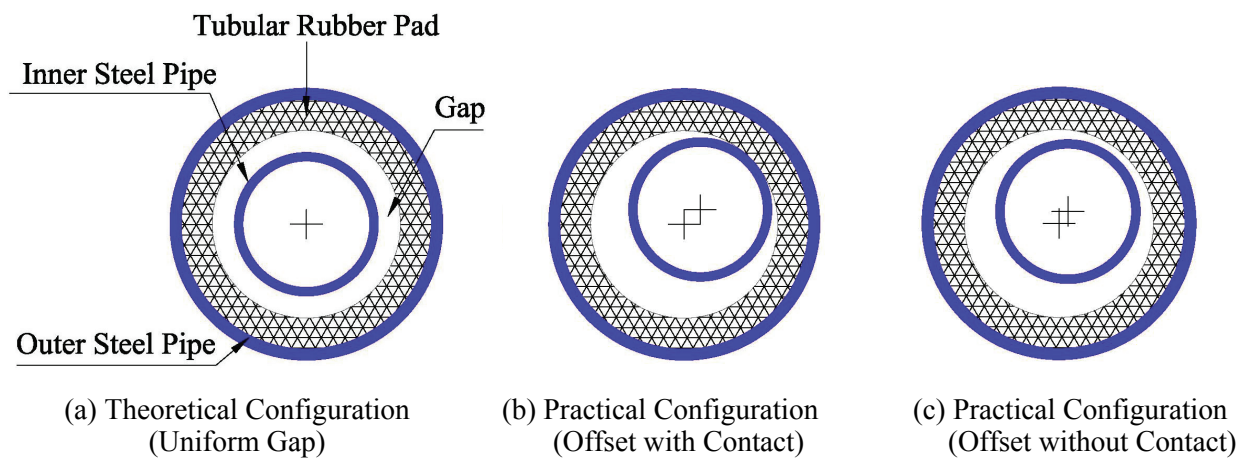 Tubular Rubber Pad
Inner Steel Pipe
Gap
Outer Steel Pipe
(a) Theoretical Configuration
(Uniform Gap)
(b) Practical Configuration
(Offset with Contact)
(c) Practical Configuration
(Offset without Contact)